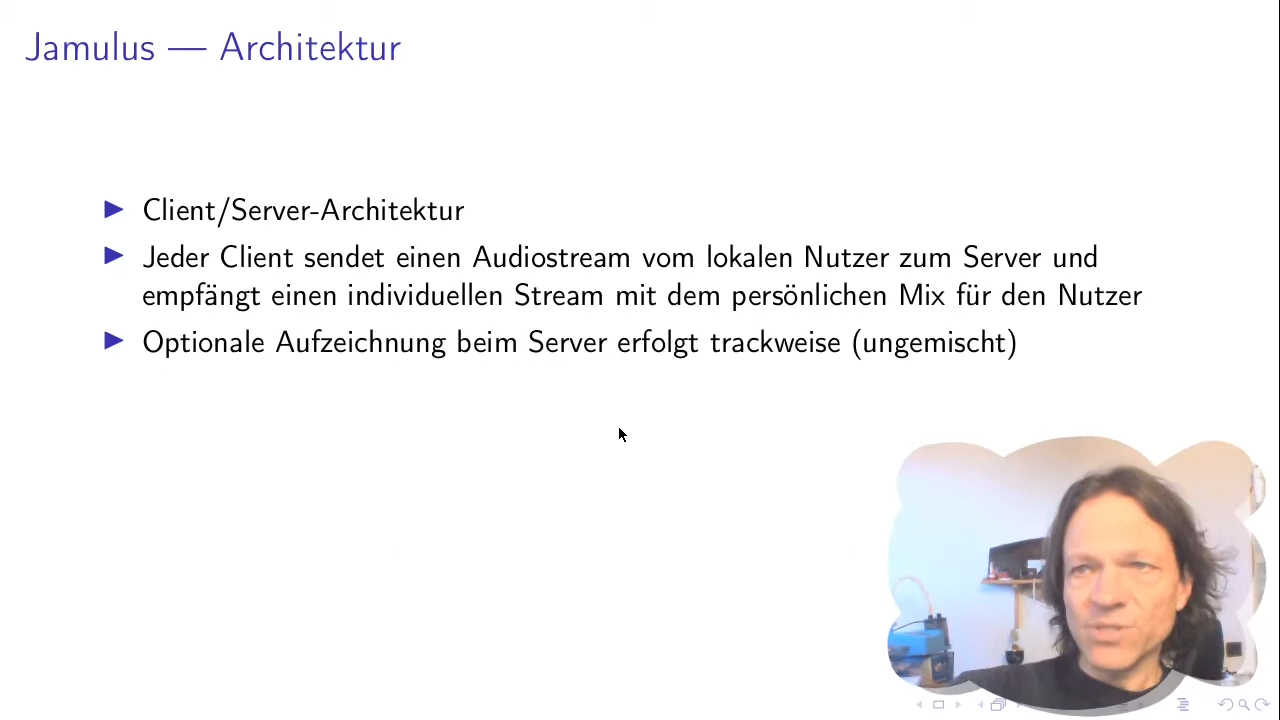 Jamulus — Architektur
Client/Server-Architektur
Jeder Client sendet einen Audiostream vom lokalen Nutzer zum Server und
empfängt einen individuellen Stream mit dem persönlichen Mix für den Nutzer
Optionale Aufzeichnung beim Server erfolgt trackweise (ungemischt)